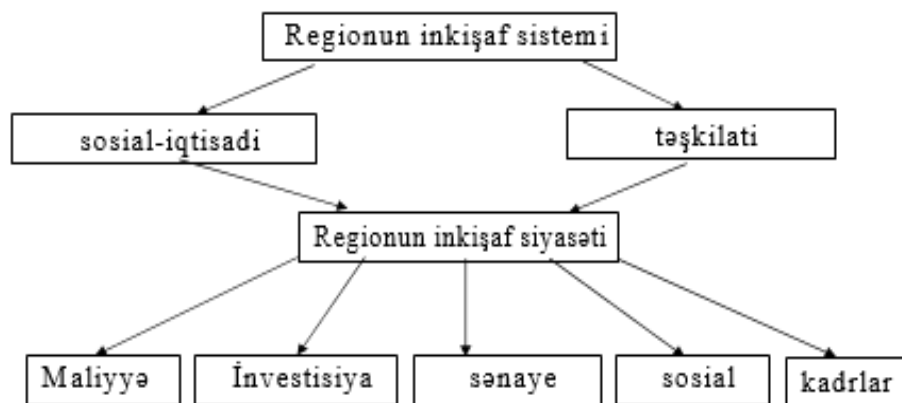 Regionun inkişaf sistemi
sosial-iqtisadi
təşkilati
Regionun inkişaf siyasəti
Maliyyə
İnvestisiya
sənaye
sosial
kadrlar